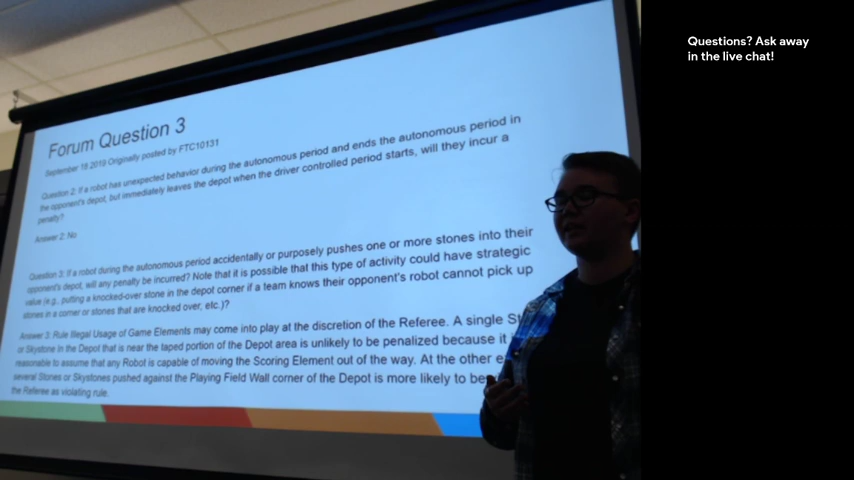 Forum Question 3
September 16 2019 Originally posted by FTC10131
Question 2: If a robot has unexpected behavior during the autonomous period and ends the autonomous period in
the opponent's depot, but immediately leaves the depot when the driver controlled period starts, will they incur a
penalty?
Answer 2: No
Question 3: If a robot during the autonomous period accidentally or purposely pushes one or more stones into their
opponent's depot, will any penalty be incurred? Note that it is possible that this type of activity could have strategic
value (e.g., putting a knocked-over stone in the depot corner if a team knows their opponent's robot cannot pick up
stones in a corner or stones that are knocked over, etc.)?
Answer 3: Rule Illegal Usage of Game Elements may come into play at the discretion of the Referee. A single St
or Skystone in the Depot that is near the taped portion of the Depot area is unlikely to be penalized because it
reasonable to assume that any Robot is capable of moving the Scoring Element out of the way. At the other e
several Stones or Skystones pushed against the Playing Field Wall corner of the Depot is more likely to be
the Referee as violating rule.
Questions? Ask away
in the live chat!